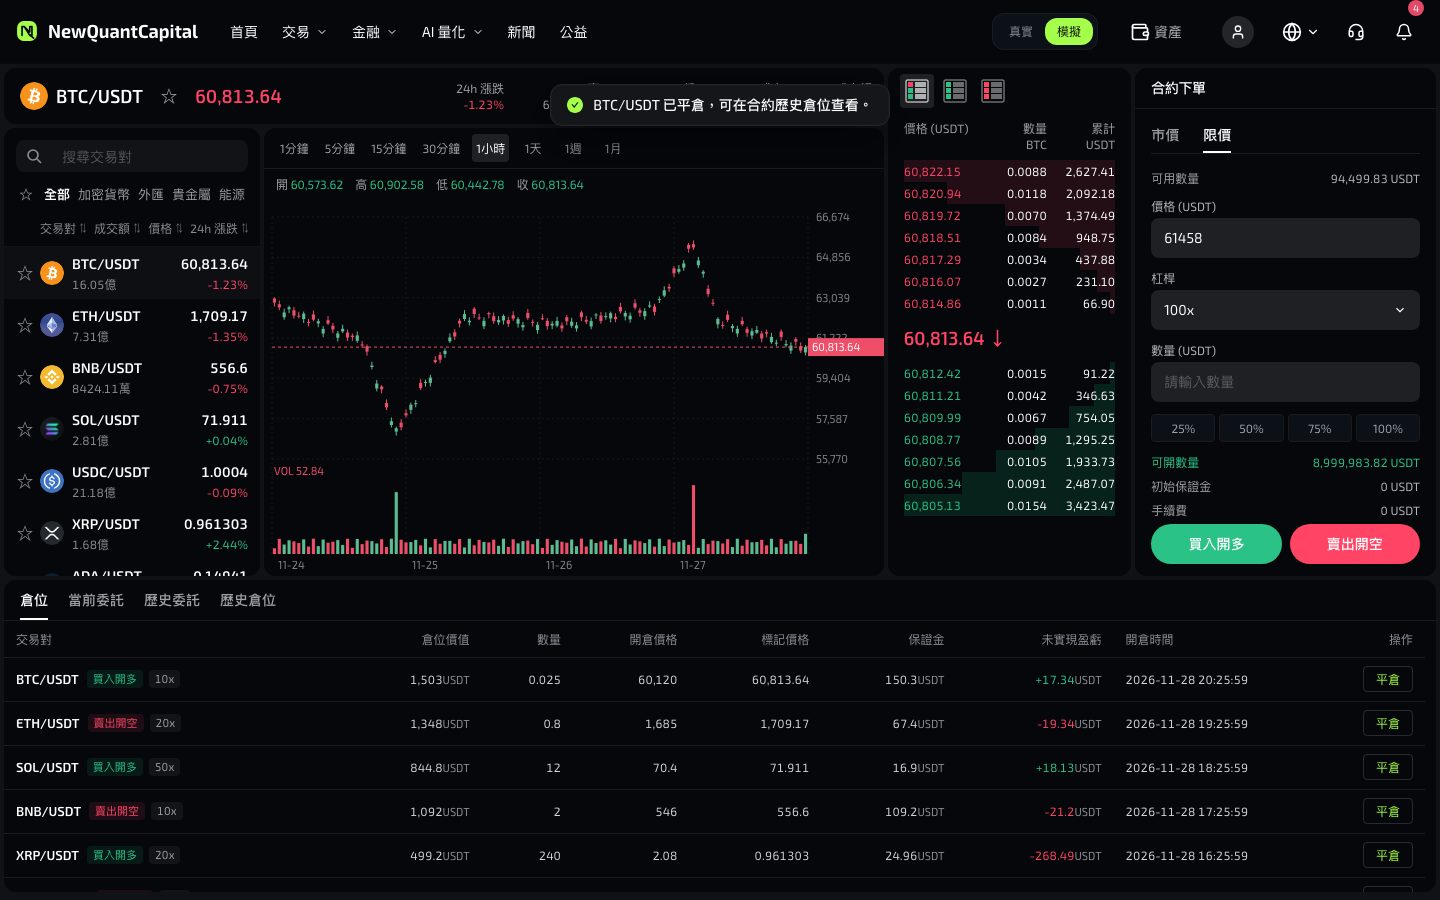 NewQuantCapital 首頁 交易 金融 AI 量化 新聞 公益 真實 模擬 資產 4
BTC/USDT 60,813.64
24h 漲跌
-1.23%
BTC/USDT 已平倉，可在合約歷史倉位查看。
搜尋交易對
全部 加密貨幣 外匯 貴金屬 能源
交易對 成交額 價格 24h 漲跌
BTC/USDT 60,813.64
16.05億 -1.23%
ETH/USDT 1,709.17
7.31億 -1.35%
BNB/USDT 556.6
8424.11萬 -0.75%
SOL/USDT 71.911
2.81億 +0.04%
USDC/USDT 1.0004
21.18億 -0.09%
XRP/USDT 0.961303
1.68億 +2.44%
ADA/USDT 0.14941
1分鐘 5分鐘 15分鐘 30分鐘 1小時 1天 1週 1月
開 60,573.62 高 60,902.58 低 60,442.78 收 60,813.64
66,674
64,856
63,039
61,222
60,813.64
59,404
57,587
55,770
VOL 52.84
11-24 11-25 11-26 11-27
價格 (USDT) 數量 累計
BTC USDT
60,822.15 0.0088 2,627.41
60,820.94 0.0118 2,092.18
60,819.72 0.0070 1,374.49
60,818.51 0.0084 948.75
60,817.29 0.0034 437.88
60,816.07 0.0027 231.10
60,814.86 0.0011 66.90
60,813.64 ↓
60,812.42 0.0015 91.22
60,811.21 0.0042 346.63
60,809.99 0.0067 754.05
60,808.77 0.0089 1,295.25
60,807.56 0.0105 1,933.73
60,806.34 0.0091 2,487.07
60,805.13 0.0154 3,423.47
合約下單
市價 限價
可用數量 94,499.83 USDT
價格 (USDT)
61458
杠桿
100x
數量 (USDT)
請輸入數量
25% 50% 75% 100%
可開數量 8,999,983.82 USDT
初始保證金 0 USDT
手續費 0 USDT
買入開多 賣出開空
倉位 當前委託 歷史委託 歷史倉位
交易對 倉位價值 數量 開倉價格 標記價格 保證金 未實現盈虧 開倉時間 操作
BTC/USDT 買入開多 10x 1,503USDT 0.025 60,120 60,813.64 150.3USDT +17.34USDT 2026-11-28 20:25:59 平倉
ETH/USDT 賣出開空 20x 1,348USDT 0.8 1,685 1,709.17 67.4USDT -19.34USDT 2026-11-28 19:25:59 平倉
SOL/USDT 買入開多 50x 844.8USDT 12 70.4 71.911 16.9USDT +18.13USDT 2026-11-28 18:25:59 平倉
BNB/USDT 賣出開空 10x 1,092USDT 2 546 556.6 109.2USDT -21.2USDT 2026-11-28 17:25:59 平倉
XRP/USDT 買入開多 20x 499.2USDT 240 2.08 0.961303 24.96USDT -268.49USDT 2026-11-28 16:25:59 平倉